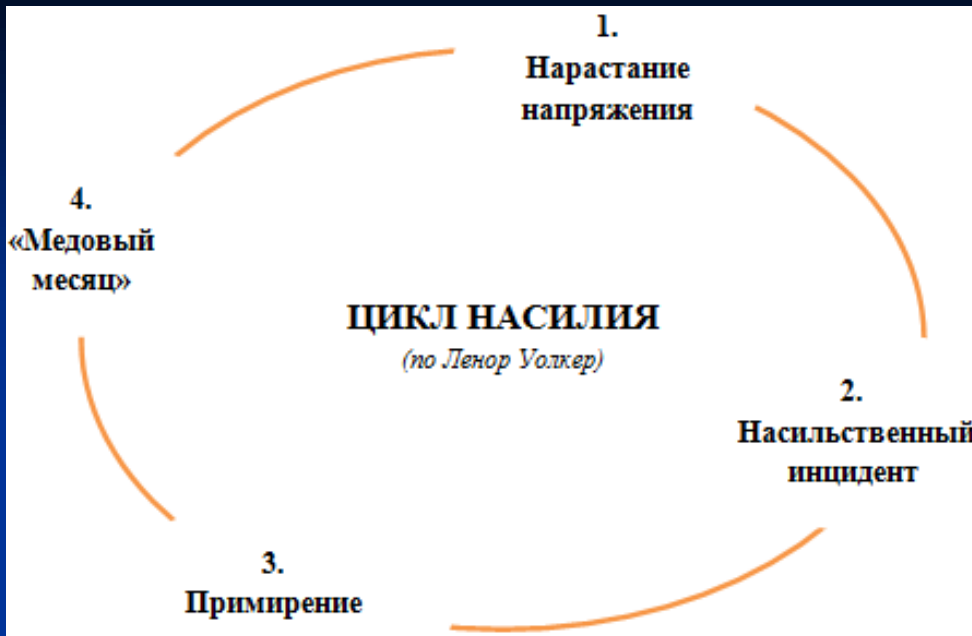 1.
Нарастание
напряжения
4.
«Медовый
месяц»
ЦИКЛ НАСИЛИЯ
(по Ленор Уолкер)
2.
Насильственный
инцидент
3.
Примирение